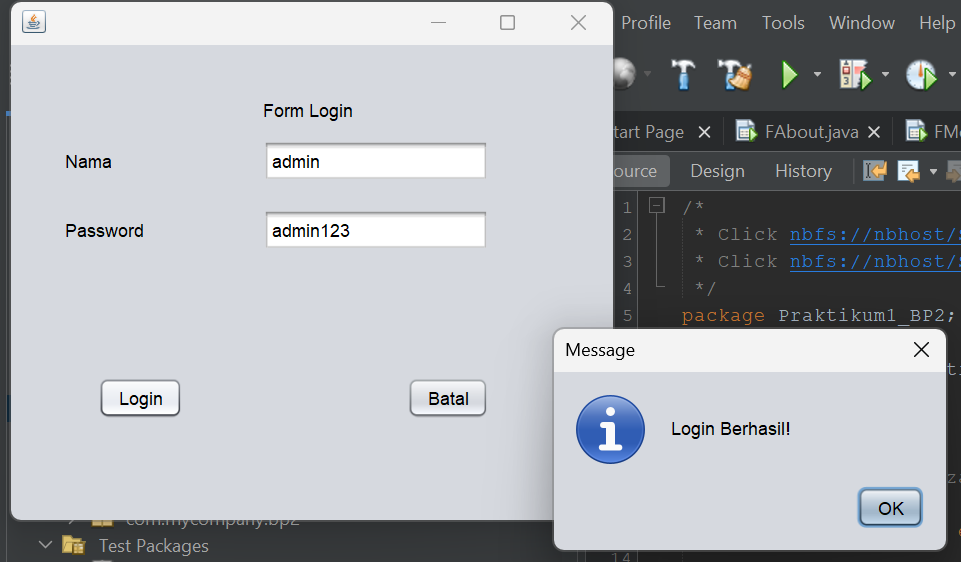 Profile Team Tools Window Help
Form Login
Nama admin
Password admin123
Login Batal
tart Page FAbout.java
ource Design History
1 /*
2 * Click nbfs://nbhost/
3 * Click nbfs://nbhost/
4 */
5 package Praktikum1_BP2;
Message
Login Berhasil!
OK
com.mycompany.bp2
Test Packages
14